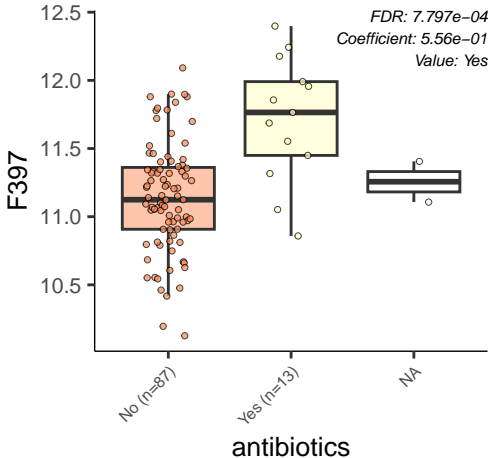 FDR: 7.797e−04
Coefficient: 5.56e−01
Value: Yes
12.5
12.0
11.5
11.0
10.5
F397
No (n=87)
Yes (n=13)
NA
antibiotics